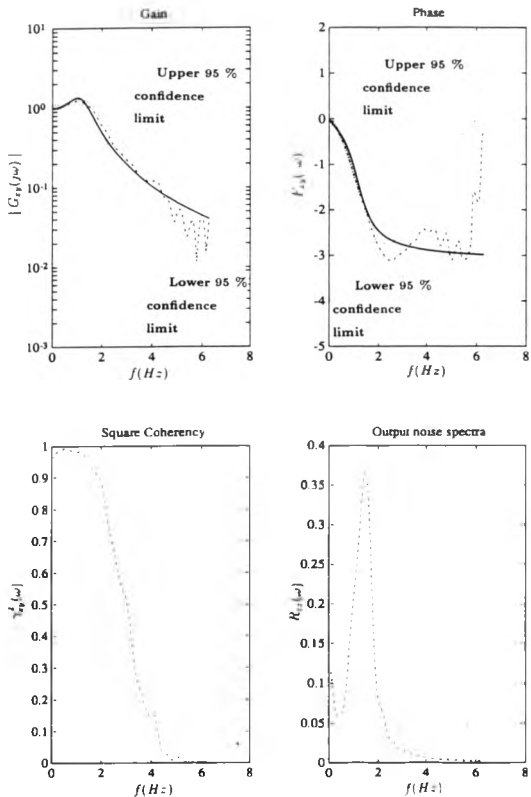 Gain
10¹
10⁰
10⁻¹
10⁻²
10⁻³
| G_xy(jω) |
Upper 95 %
confidence
limit
Lower 95 %
confidence
limit
0 2 4 6 8
f(Hz)
Phase
2
1
0
-1
-2
-3
-4
-5
Upper 95 %
confidence
limit
Lower 95 %
confidence
limit
0 2 4 6 8
f(Hz)
Square Coherency
1
0.9
0.8
0.7
0.6
0.5
0.4
0.3
0.2
0.1
0
0 2 4 6 8
f(Hz)
Output noise spectra
0.4
0.35
0.3
0.25
0.2
0.15
0.1
0.05
0
R_zz(ω)
0 2 4 6 8
f(Hz)